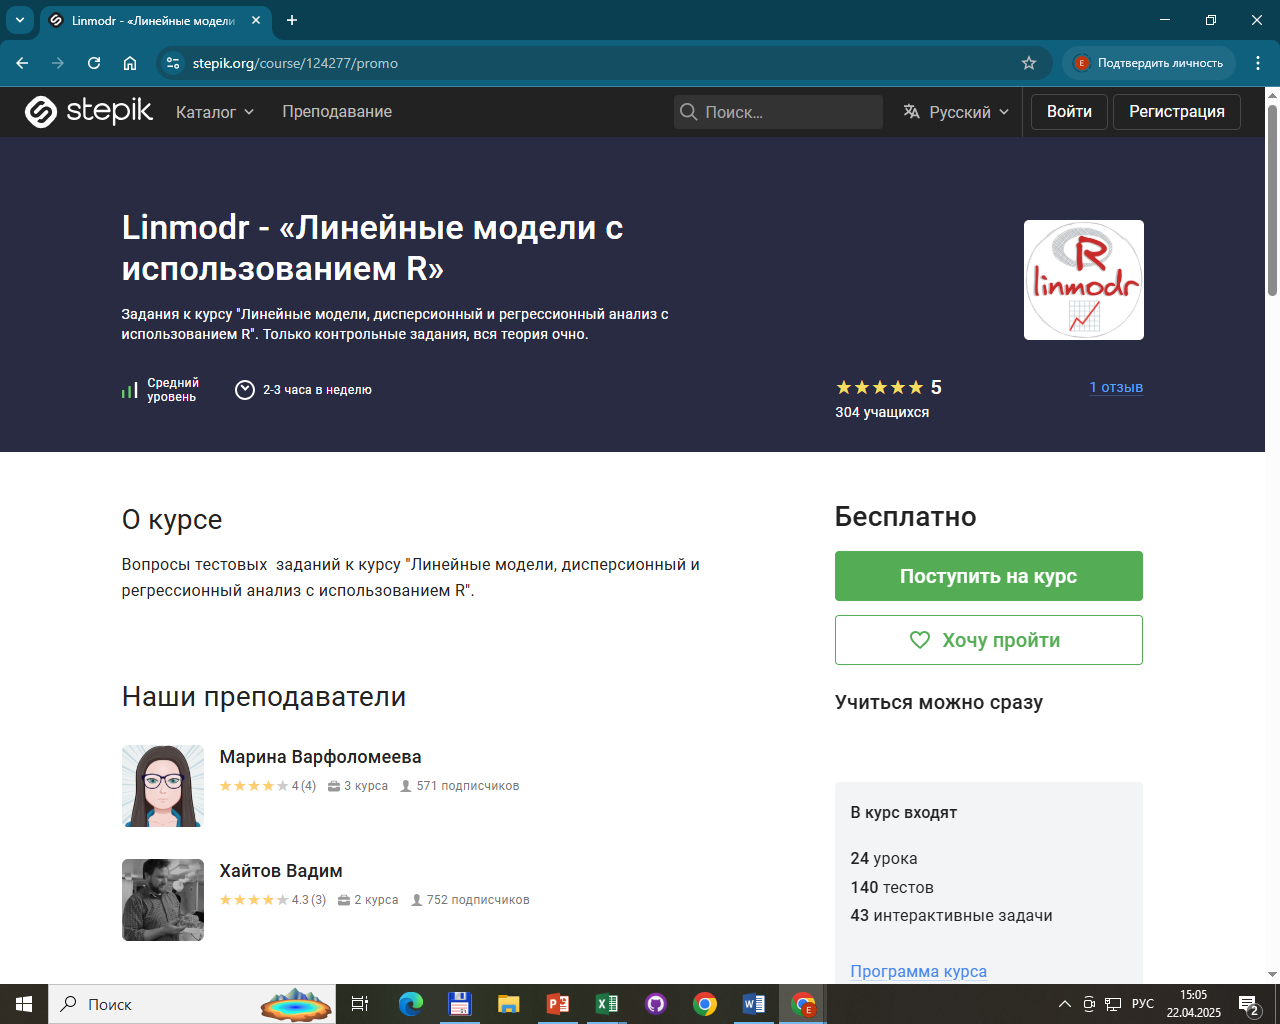 Linmodr - «Линейные модели
stepik.org/course/124277/promo
Подтвердить личность
stepik
Каталог
Преподавание
Поиск...
Русский
Войти
Регистрация
Linmodr - «Линейные модели с
использованием R»
Задания к курсу "Линейные модели, дисперсионный и регрессионный анализ с
использованием R". Только контрольные задания, вся теория очно.
Средний
уровень
2-3 часа в неделю
R
linmodr
5
1 отзыв
304 учащихся
О курсе
Вопросы тестовых заданий к курсу "Линейные модели, дисперсионный и
регрессионный анализ с использованием R".
Бесплатно
Поступить на курс
Хочу пройти
Учиться можно сразу
Наши преподаватели
Марина Варфоломеева
4 (4) 3 курса 571 подписчиков
Хайтов Вадим
4.3 (3) 2 курса 752 подписчиков
В курс входят
24 урока
140 тестов
43 интерактивные задачи
Программа курса
Поиск
РУС
15:05
22.04.2025
2